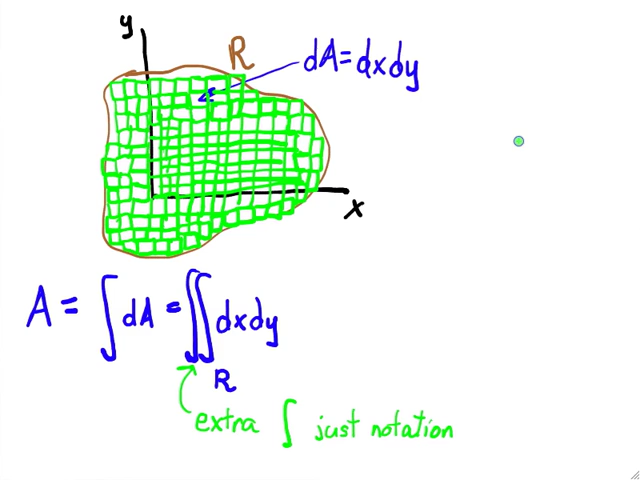 y
R
dA = dxdy
x
A = ∫ dA = ∬ dxdy
R
extra ∫ just notation